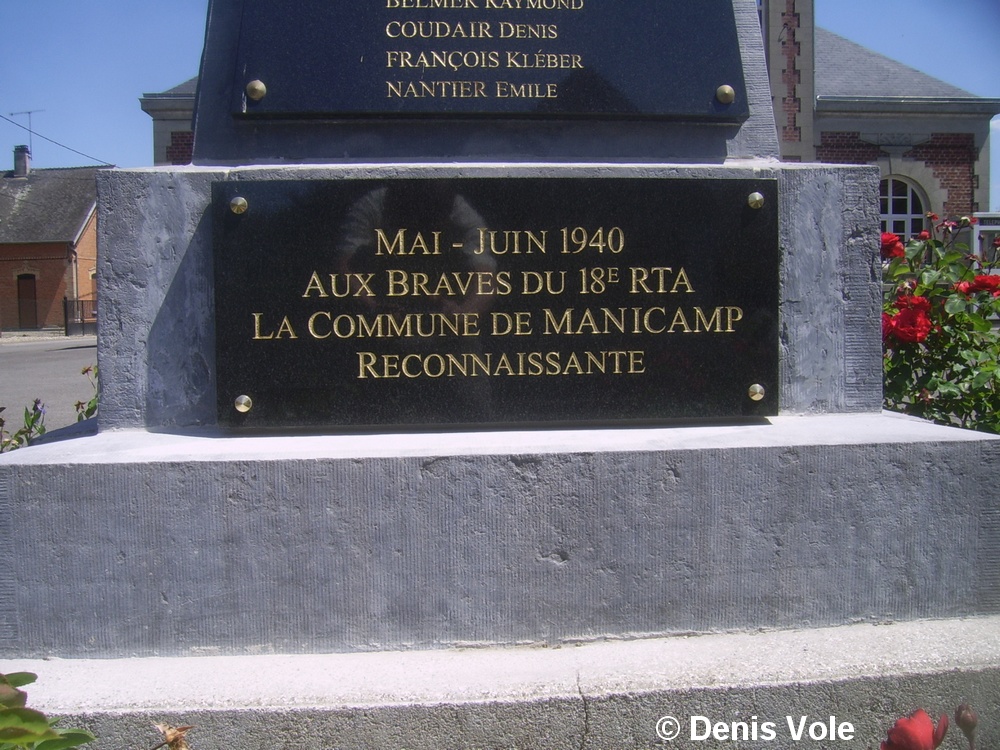 BELMER RAYMOND
COUDAIR DENIS
FRANÇOIS KLÉBER
NANTIER EMILE
MAI - JUIN 1940
AUX BRAVES DU 18E RTA
LA COMMUNE DE MANICAMP
RECONNAISSANTE
© Denis Vole